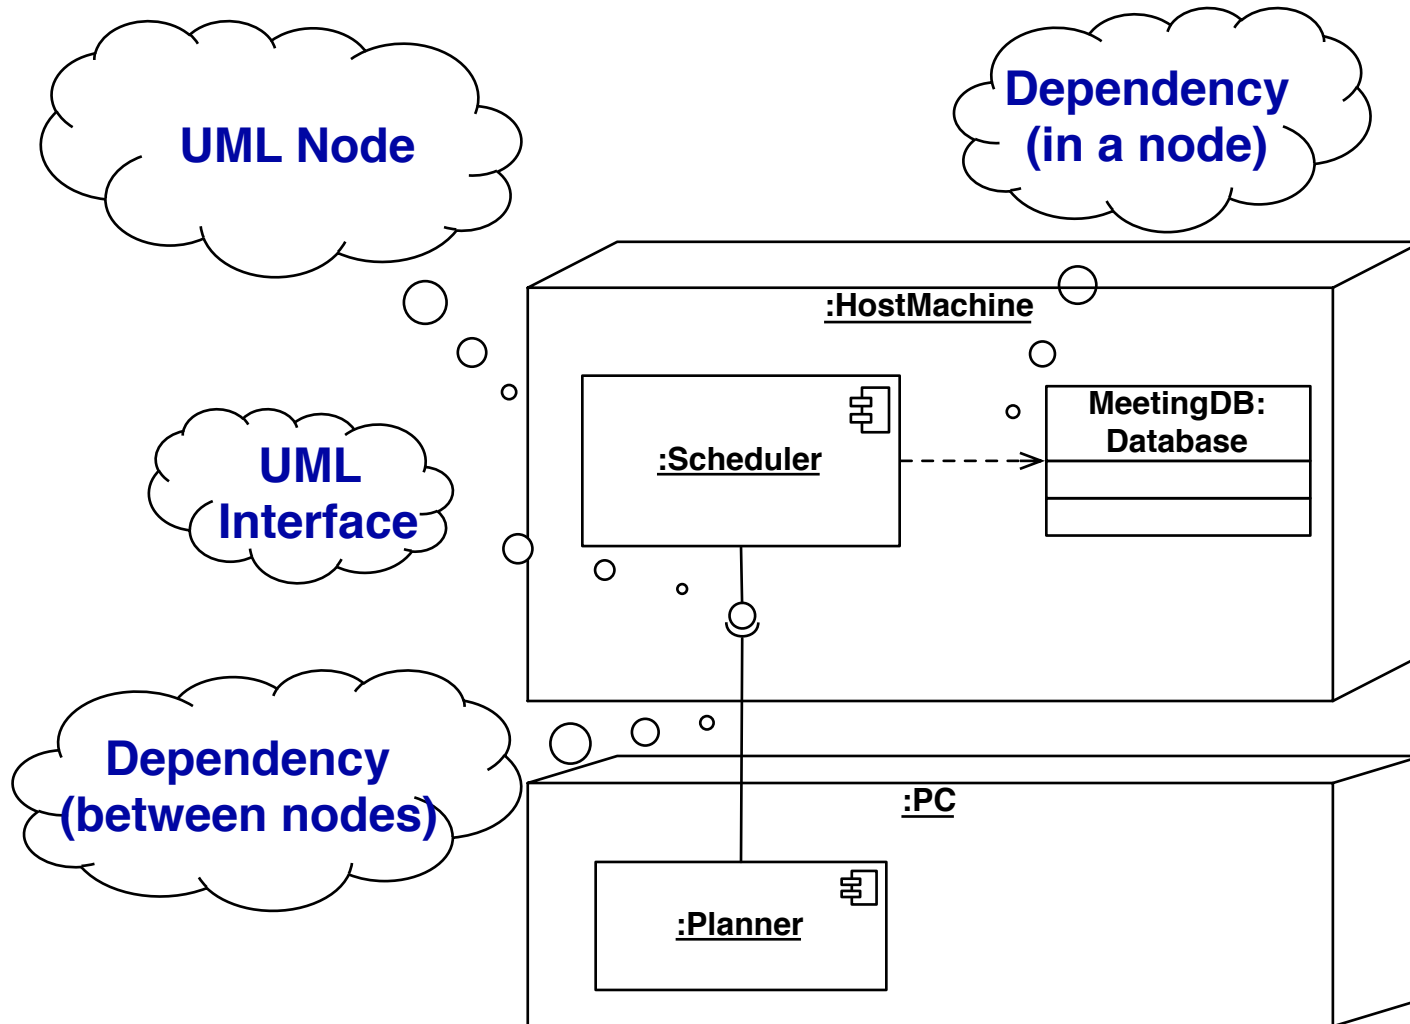 UML Node
Dependency
(in a node)
:HostMachine
MeetingDB:
Database
:Scheduler
UML
Interface
Dependency
(between nodes)
:PC
:Planner